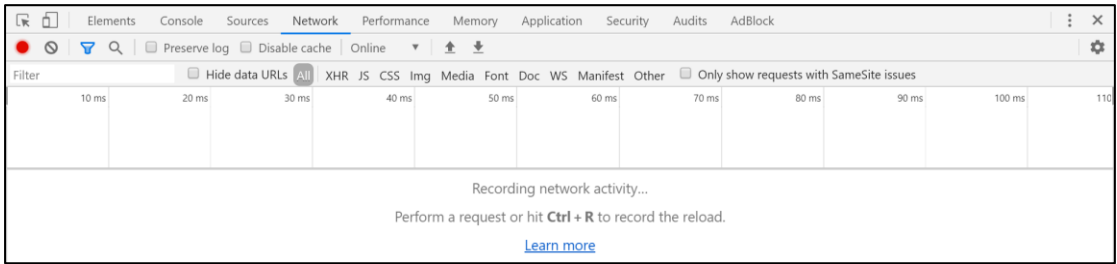 Elements Console Sources Network Performance Memory Application Security Audits AdBlock
Preserve log Disable cache Online
Filter Hide data URLs All XHR JS CSS Img Media Font Doc WS Manifest Other Only show requests with SameSite issues
10 ms 20 ms 30 ms 40 ms 50 ms 60 ms 70 ms 80 ms 90 ms 100 ms 110
Recording network activity...
Perform a request or hit Ctrl + R to record the reload.
Learn more